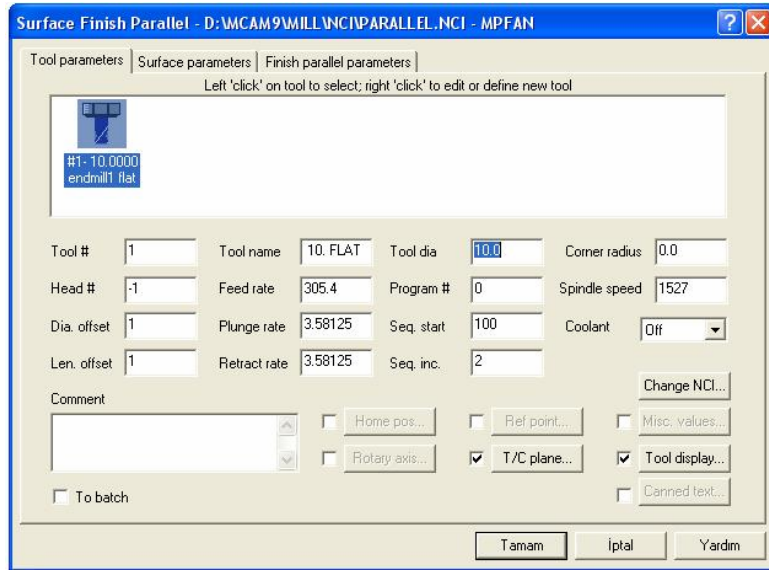 Surface Finish Parallel - D:\MCAM9\MILL\NCI\PARALLEL.NCI - MPFAN
Tool parameters Surface parameters Finish parallel parameters
Left 'click' on tool to select; right 'click' to edit or define new tool
#1- 10.0000
endmill1 flat
Tool # 1 Tool name 10. FLAT Tool dia 10.0 Corner radius 0.0
Head # -1 Feed rate 305.4 Program # 0 Spindle speed 1527
Dia. offset 1 Plunge rate 3.58125 Seq. start 100 Coolant Off
Len. offset 1 Retract rate 3.58125 Seq. inc. 2
Change NCI...
Comment
Home pos... Ref point... Misc. values...
Rotary axis... T/C plane... Tool display...
To batch Canned text...
Tamam İptal Yardım